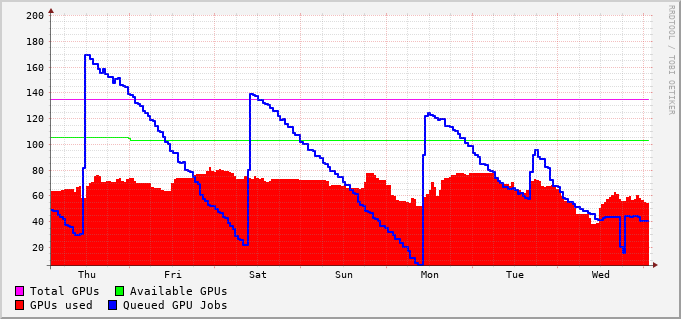 200
180
160
140
120
100
80
60
40
20
Thu Fri Sat Sun Mon Tue Wed
Total GPUs Available GPUs
GPUs used Queued GPU Jobs
RRDTOOL / TOBI OETIKER